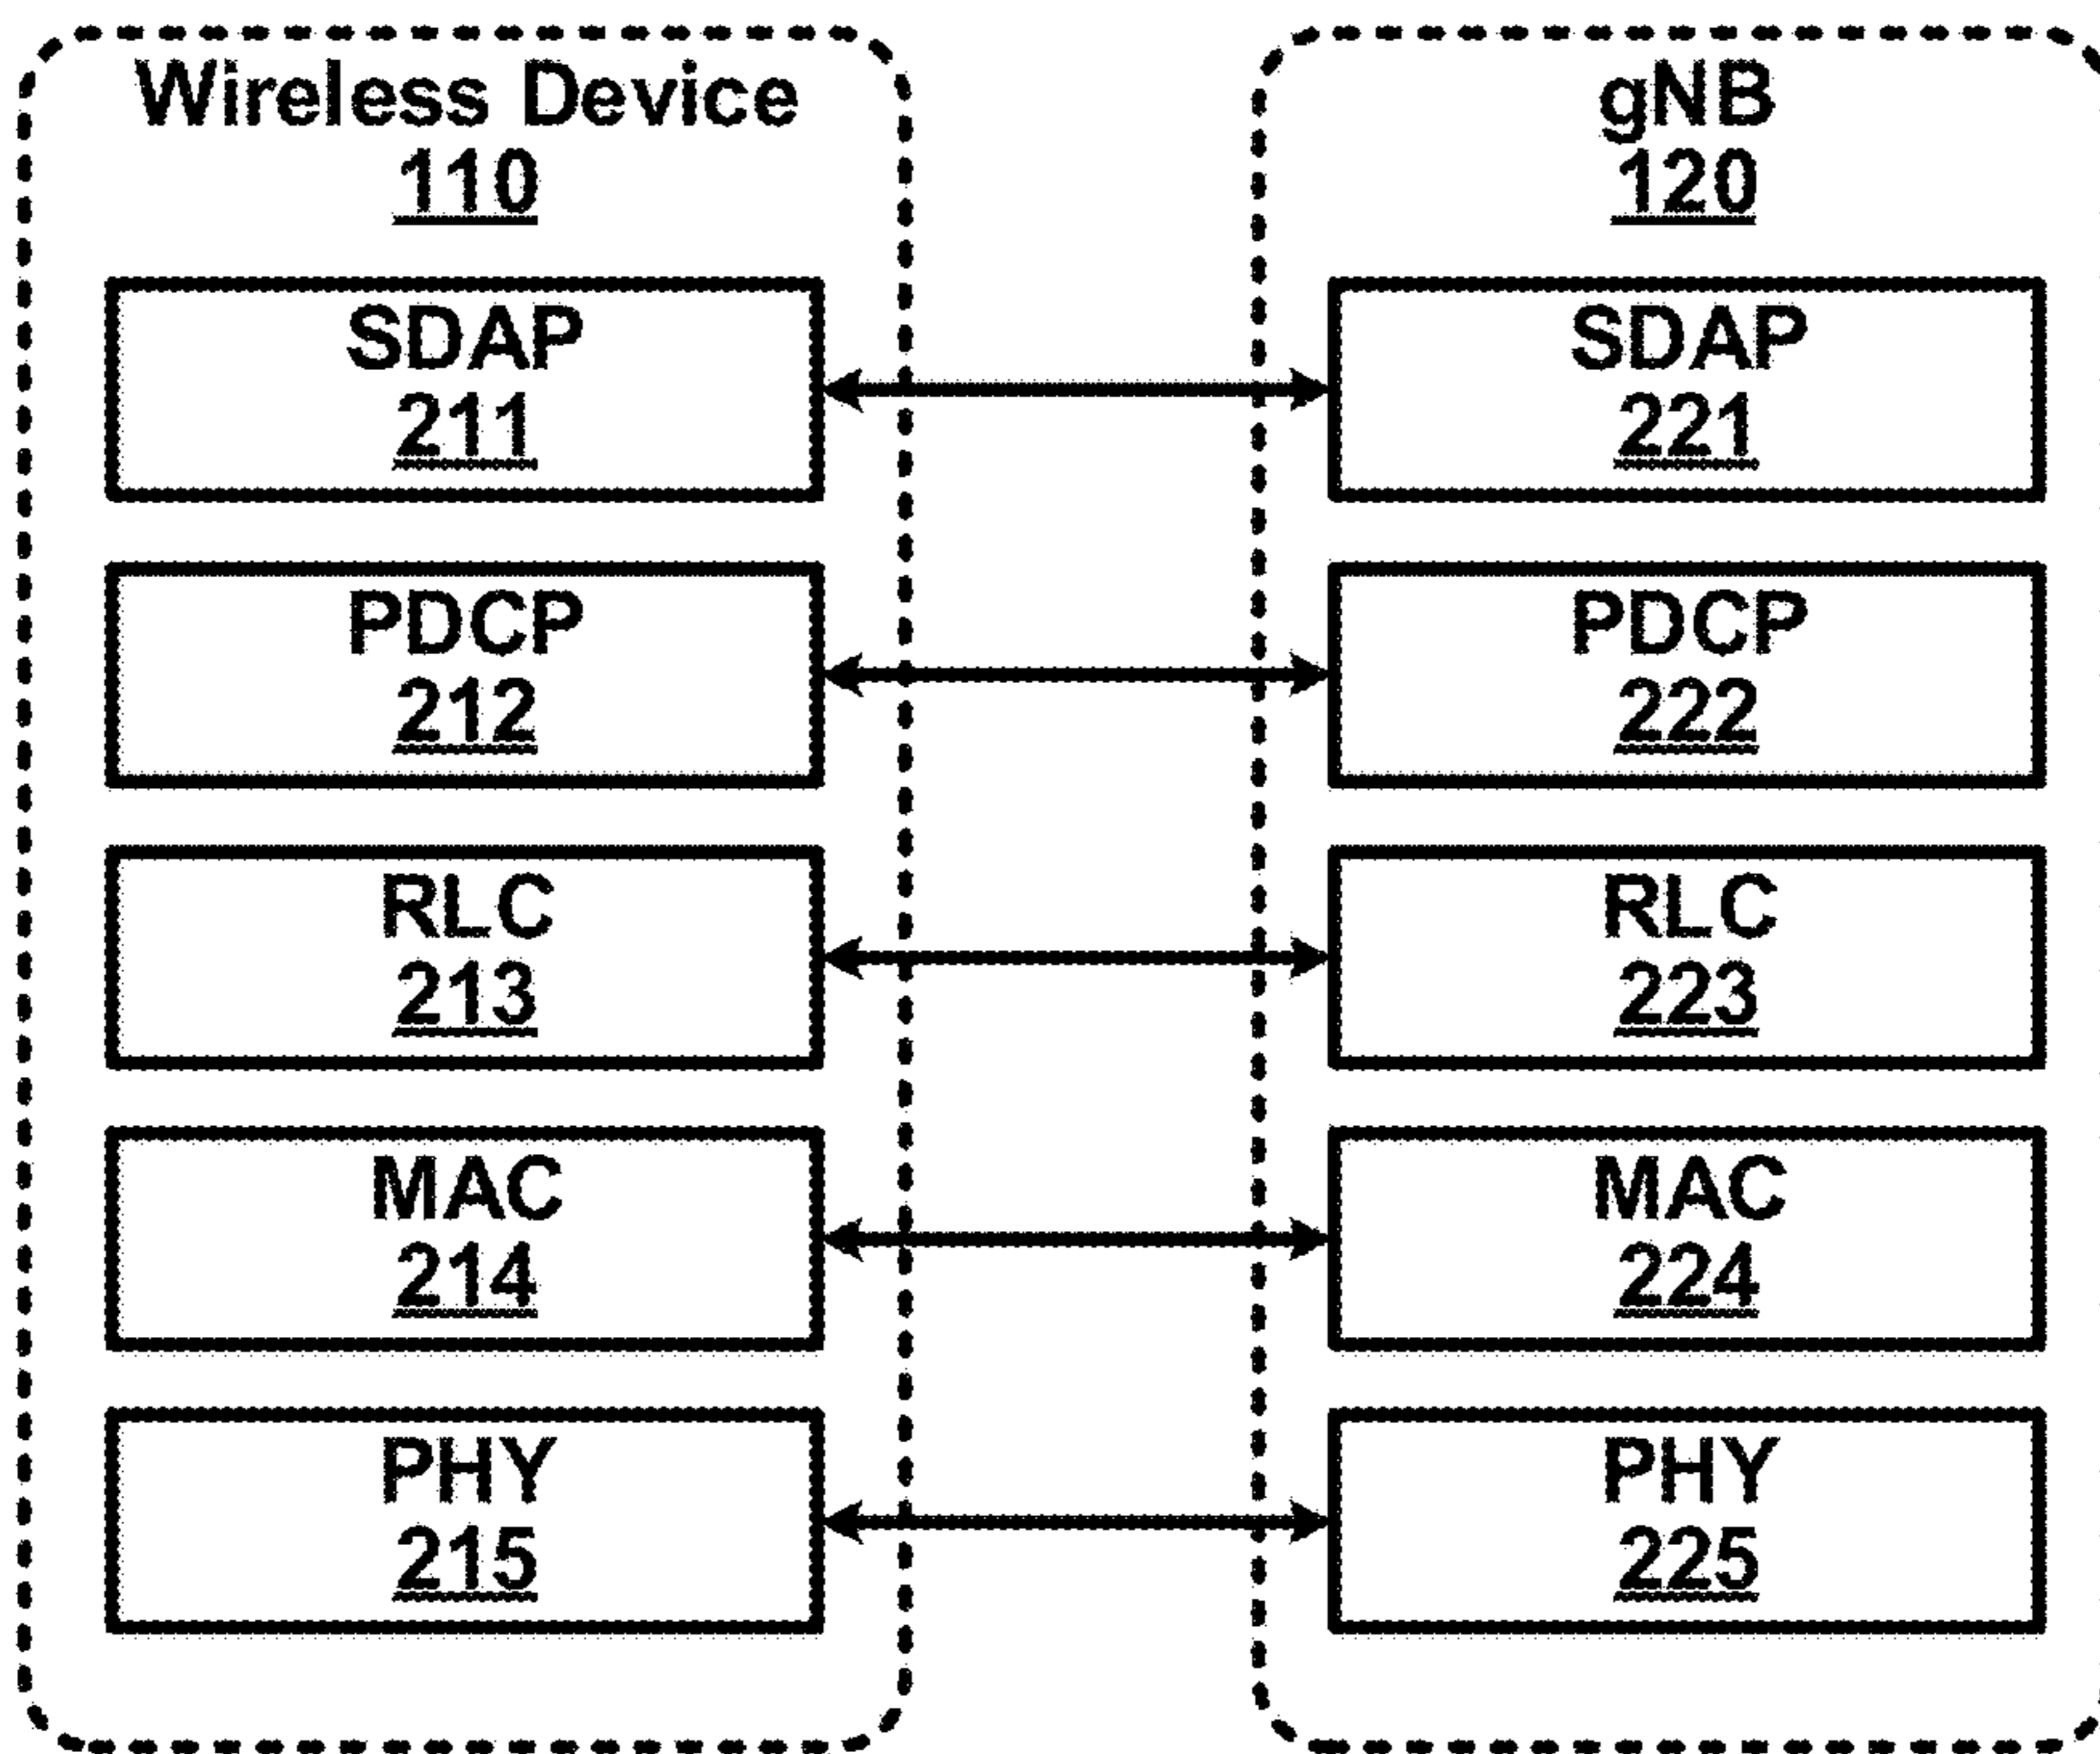 Wireless Device
110
SDAP
211
PDCP
212
RLC
213
MAC
214
PHY
215
gNB
120
SDAP
221
PDCP
222
RLC
223
MAC
224
PHY
225